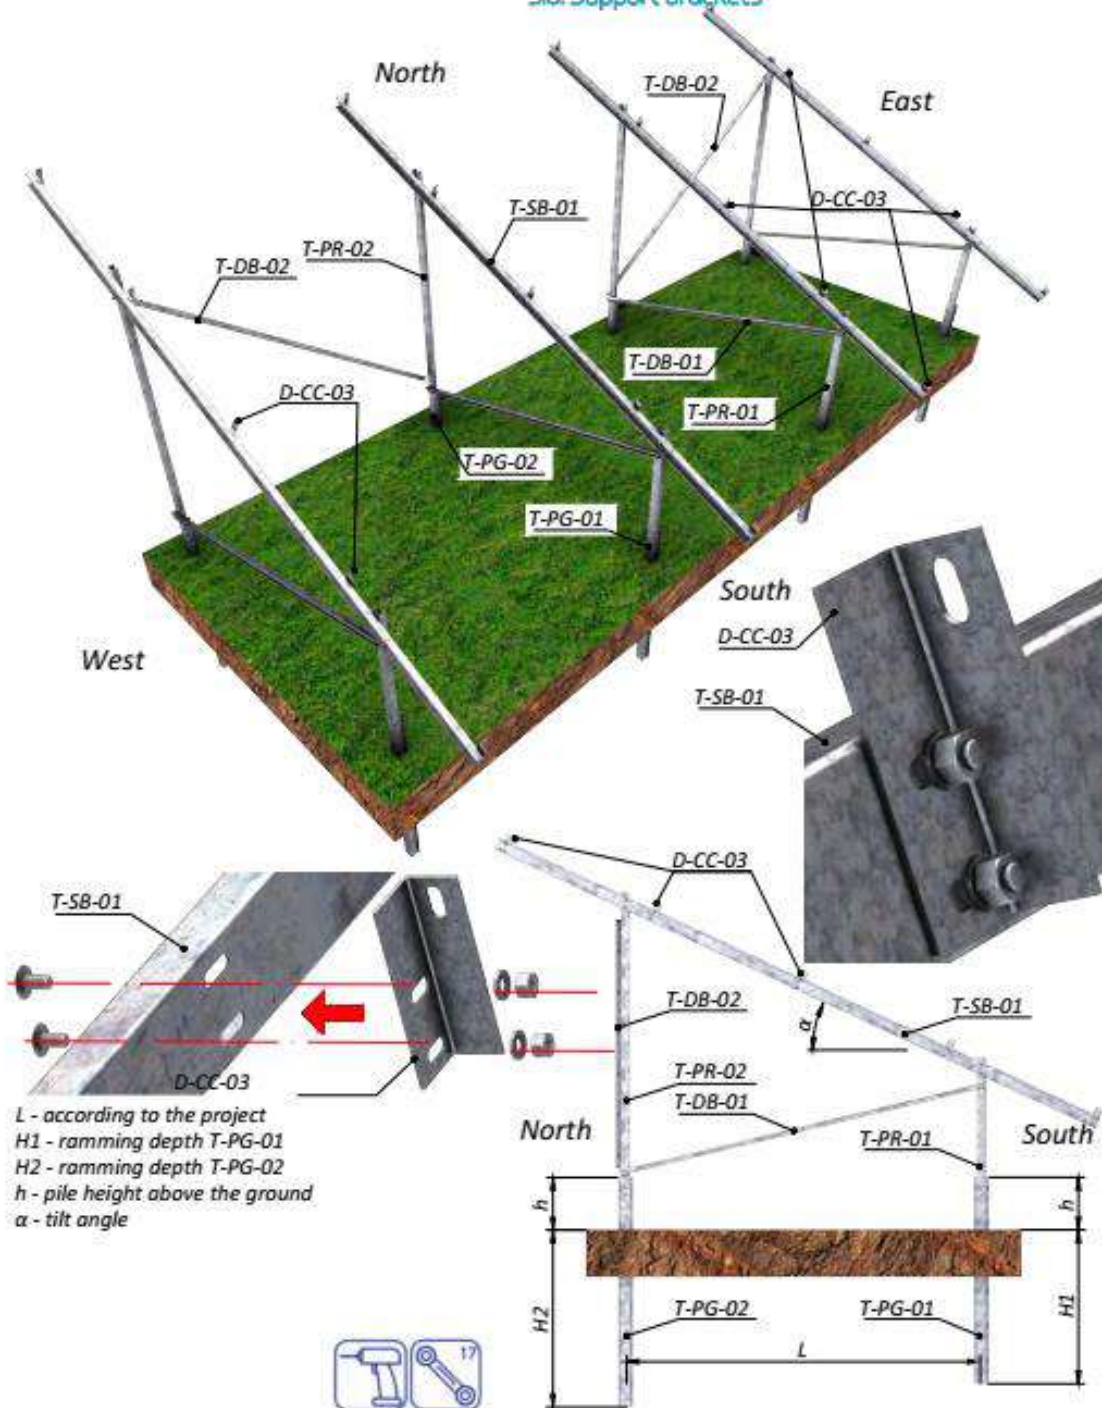 Support Brackets
North
T-DB-02
East
T-SB-01
D-CC-03
T-PR-02
T-DB-02
T-DB-01
D-CC-03
T-PR-01
T-PG-02
T-PG-01
South
D-CC-03
West
T-SB-01
D-CC-03
T-SB-01
T-DB-02
T-SB-01
α
D-CC-03
T-PR-02
L - according to the project
T-DB-01
H1 - ramming depth T-PG-01
North
T-PR-01
South
H2 - ramming depth T-PG-02
h - pile height above the ground
h
h
α - tilt angle
H2
T-PG-02
T-PG-01
H1
17
L